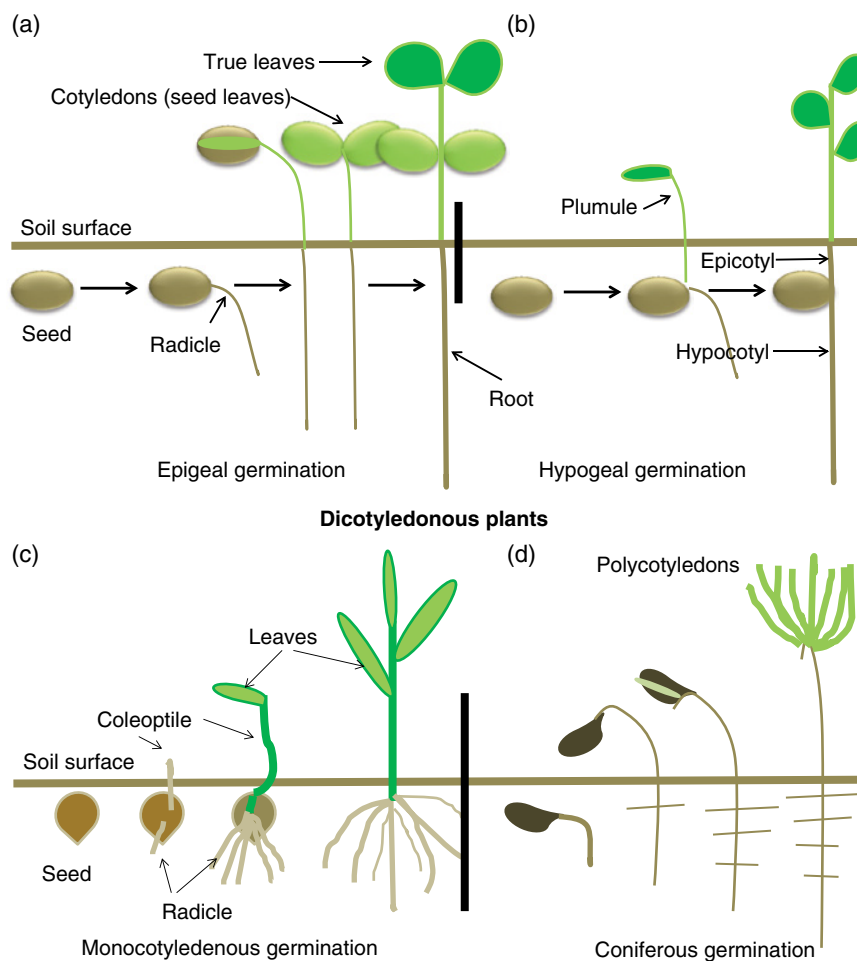 (a)
True leaves
Cotyledons (seed leaves)
Soil surface
Seed
Radicle
Root
Epigeal germination
(b)
Plumule
Epicotyl
Hypocotyl
Hypogeal germination
Dicotyledonous plants
(c)
Leaves
Coleoptile
Soil surface
Seed
Radicle
Monocotyledenous germination
(d)
Polycotyledons
Coniferous germination